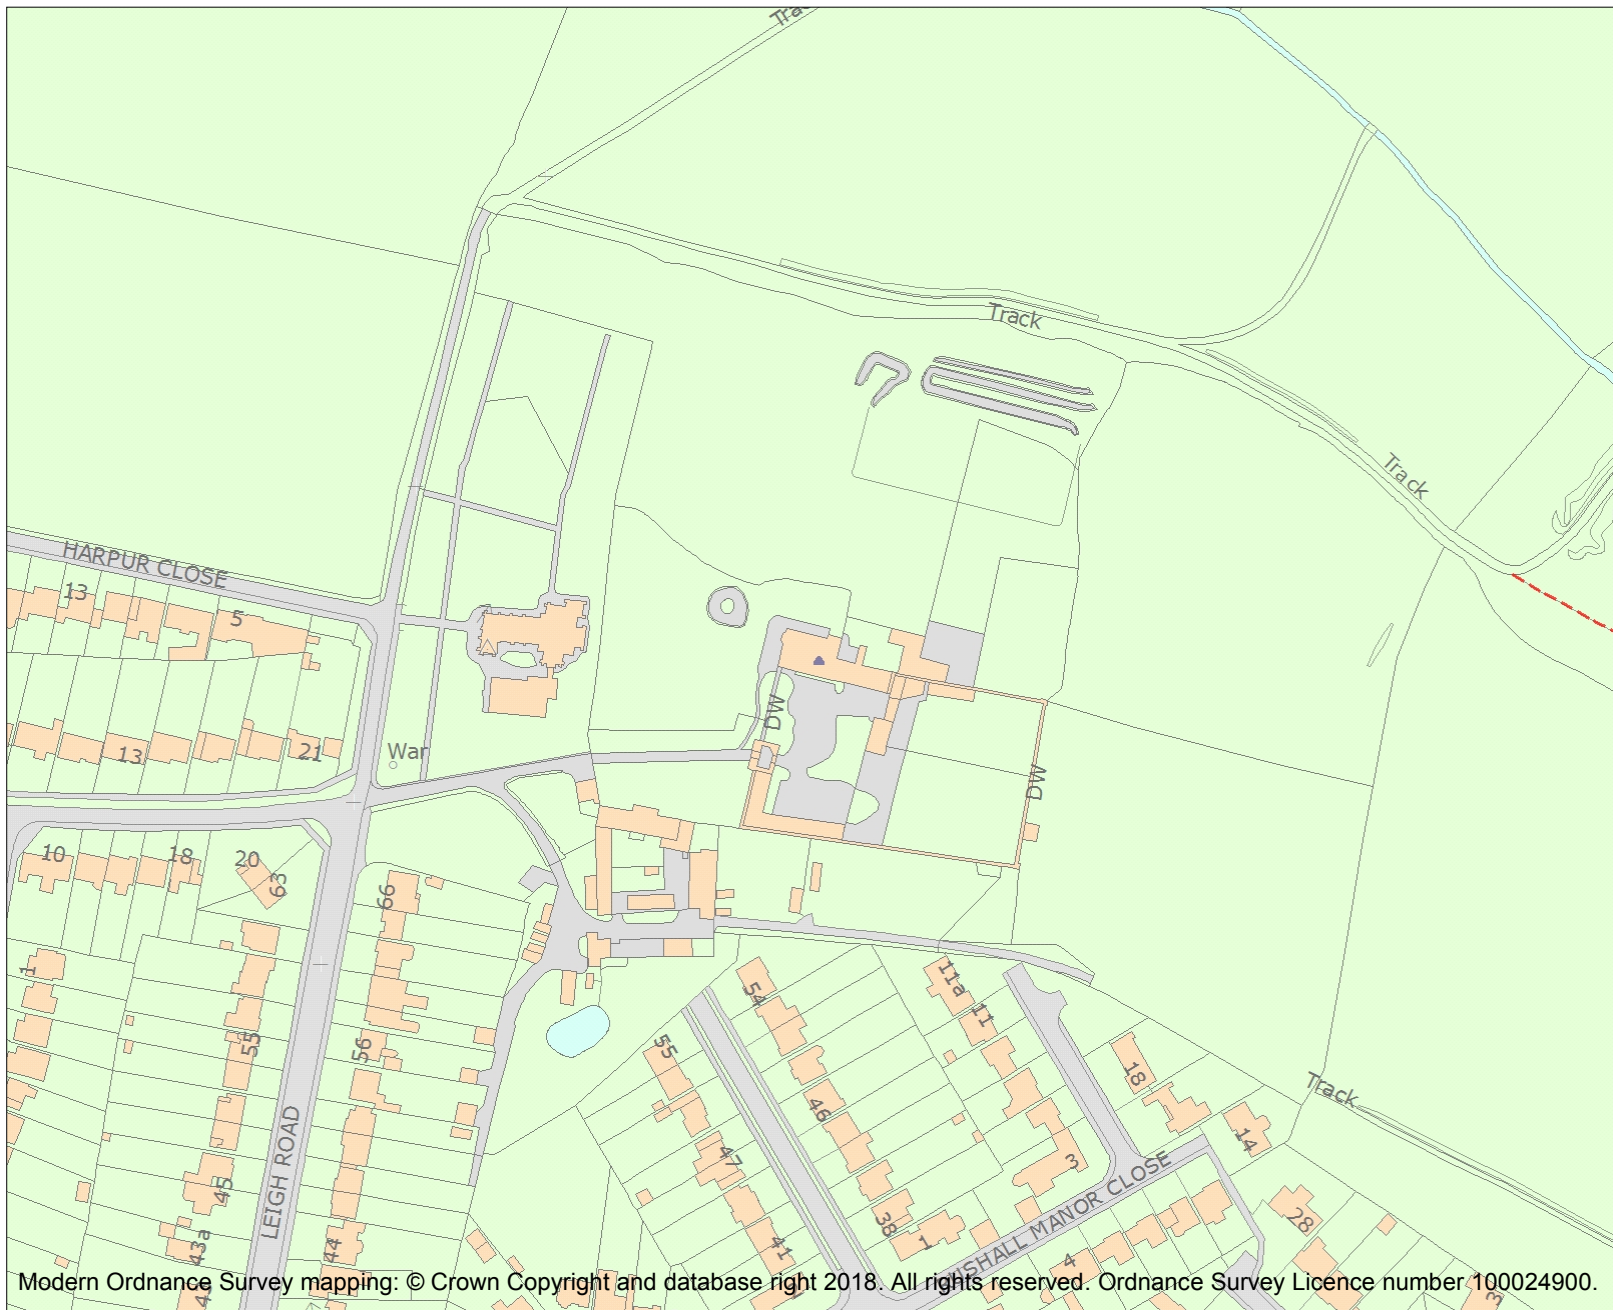 Track
Track
HARPUR CLOSE
13
5
DW
13
21
War
DW
10
18
20
63
66
1
54
11a
11
55
56
55
18
46
Track
14
47
3
45
LEIGH ROAD
38
1
28
43a
44
41
4
Modern Ordnance Survey mapping: © Crown Copyright and database right 2018. All rights reserved. Ordnance Survey Licence number 100024900.